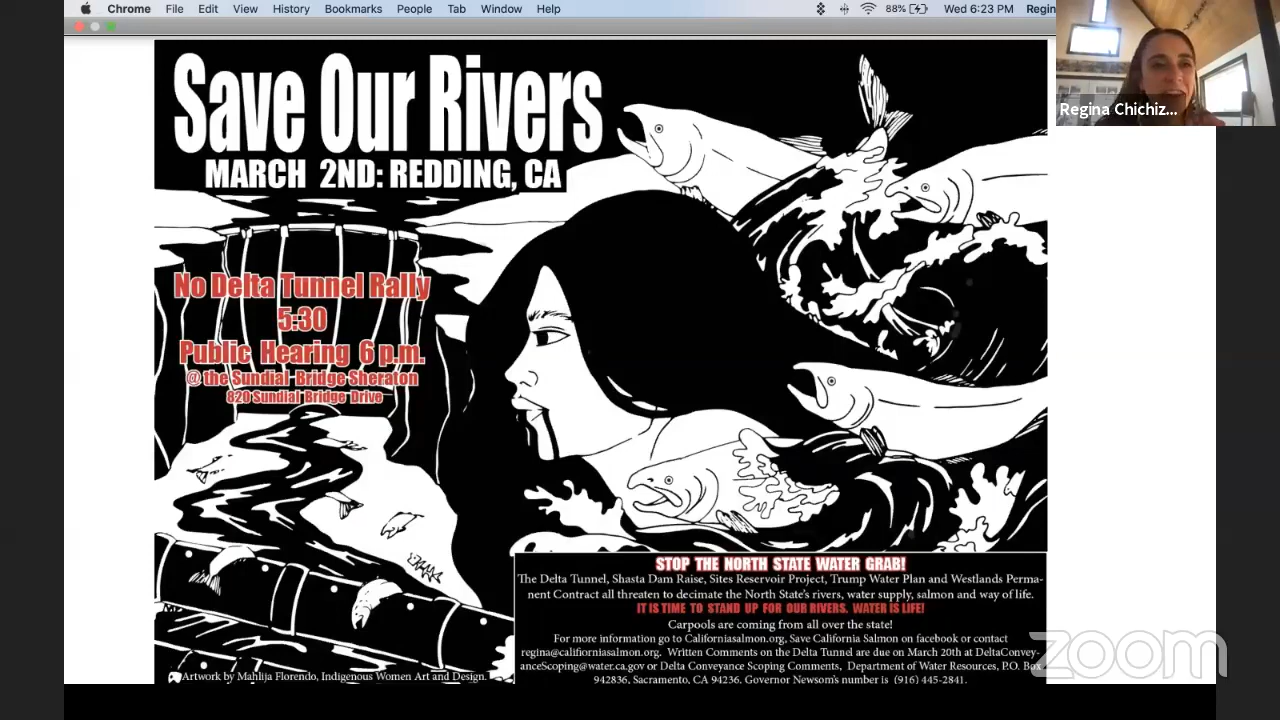 Chrome File Edit View History Bookmarks People Tab Window Help 88% Wed 6:23 PM Regin
Regina Chichiz...
Save Our Rivers
MARCH 2ND: REDDING, CA
No Delta Tunnel Rally
5:30
Public Hearing 6 p.m.
@ the Sundial Bridge Sheraton
820 Sundial Bridge Drive
STOP THE NORTH STATE WATER GRAB!
The Delta Tunnel, Shasta Dam Raise, Sites Reservoir Project, Trump Water Plan and Westlands Perma-
nent Contract all threaten to decimate the North State's rivers, water supply, salmon and way of life.
IT IS TIME TO STAND UP FOR OUR RIVERS. WATER IS LIFE!
Carpools are coming from all over the state!
For more information go to Californiasalmon.org, Save California Salmon on facebook or contact
regina@califiorniasalmon.org. Written Comments on the Delta Tunnel are due on March 20th at DeltaConvey-
anceScoping@water.ca.gov or Delta Conveyance Scoping Comments, Department of Water Resources, P.O. Box
942836, Sacramento, CA 94236. Governor Newsom's number is (916) 445-2841.
Artwork by Mahlija Florendo, Indigenous Women Art and Design.
zoom